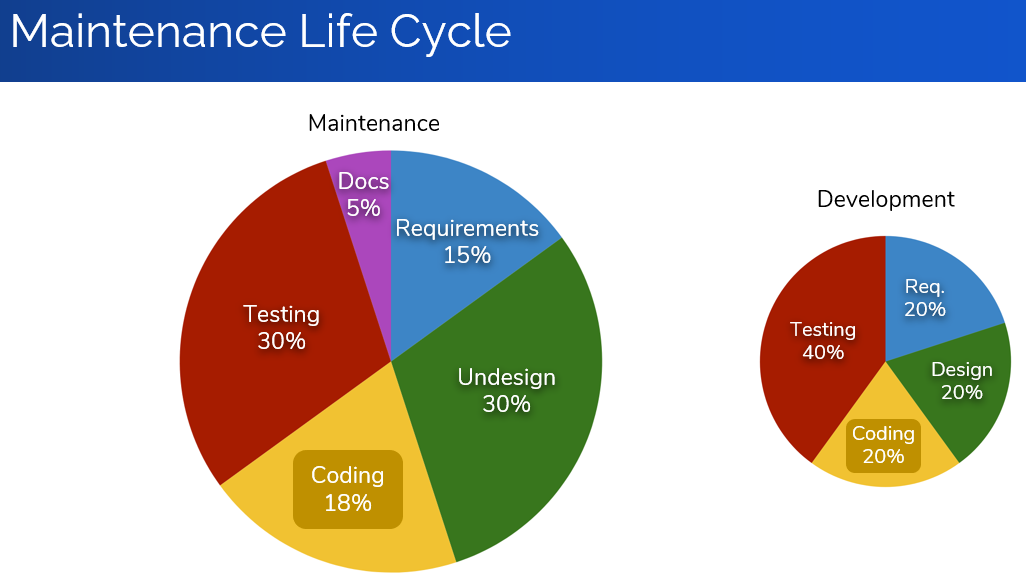 Maintenance Life Cycle
Maintenance
Docs
5%
Requirements
15%
Testing
30%
Undesign
30%
Coding
18%
Development
Req.
20%
Testing
40%
Design
20%
Coding
20%